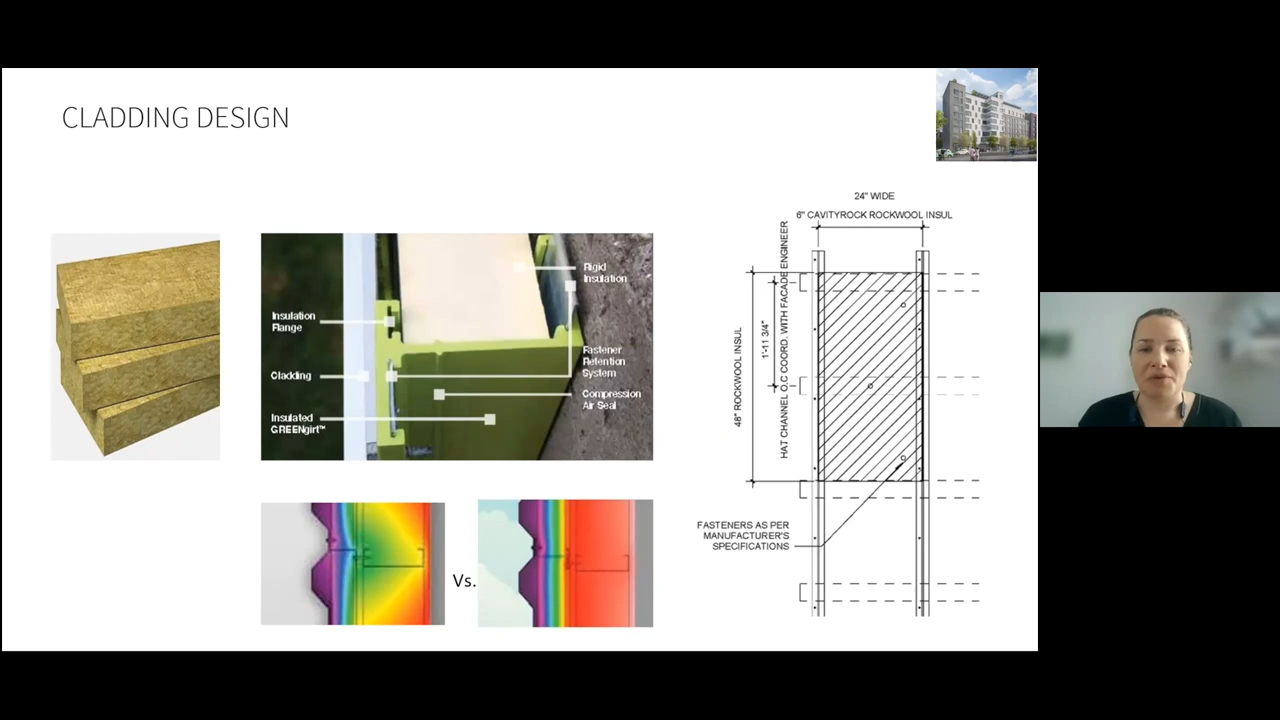 CLADDING DESIGN
Insulation
Flange
Cladding
Insulated
GREENgirt™
Rigid
Insulation
Fastener
Retention
System
Compression
Air Seal
Vs.
24" WIDE
6" CAVITYROCK ROCKWOOL INSUL
48" ROCKWOOL INSUL
1'-11 3/4"
HAT CHANNEL O.C COORD. WITH FACADE ENGINEER
FASTENERS AS PER
MANUFACTURER'S
SPECIFICATIONS